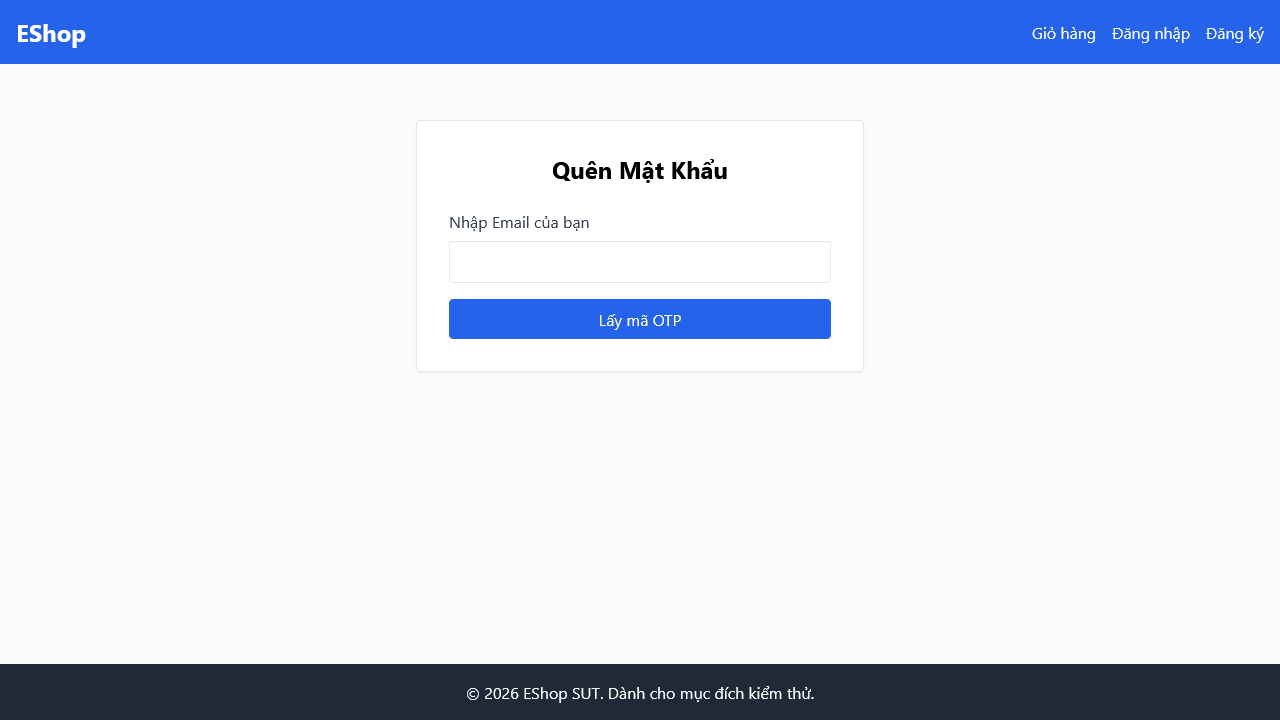 EShop
Giỏ hàng Đăng nhập Đăng ký
Quên Mật Khẩu
Nhập Email của bạn
Lấy mã OTP
© 2026 EShop SUT. Dành cho mục đích kiểm thử.